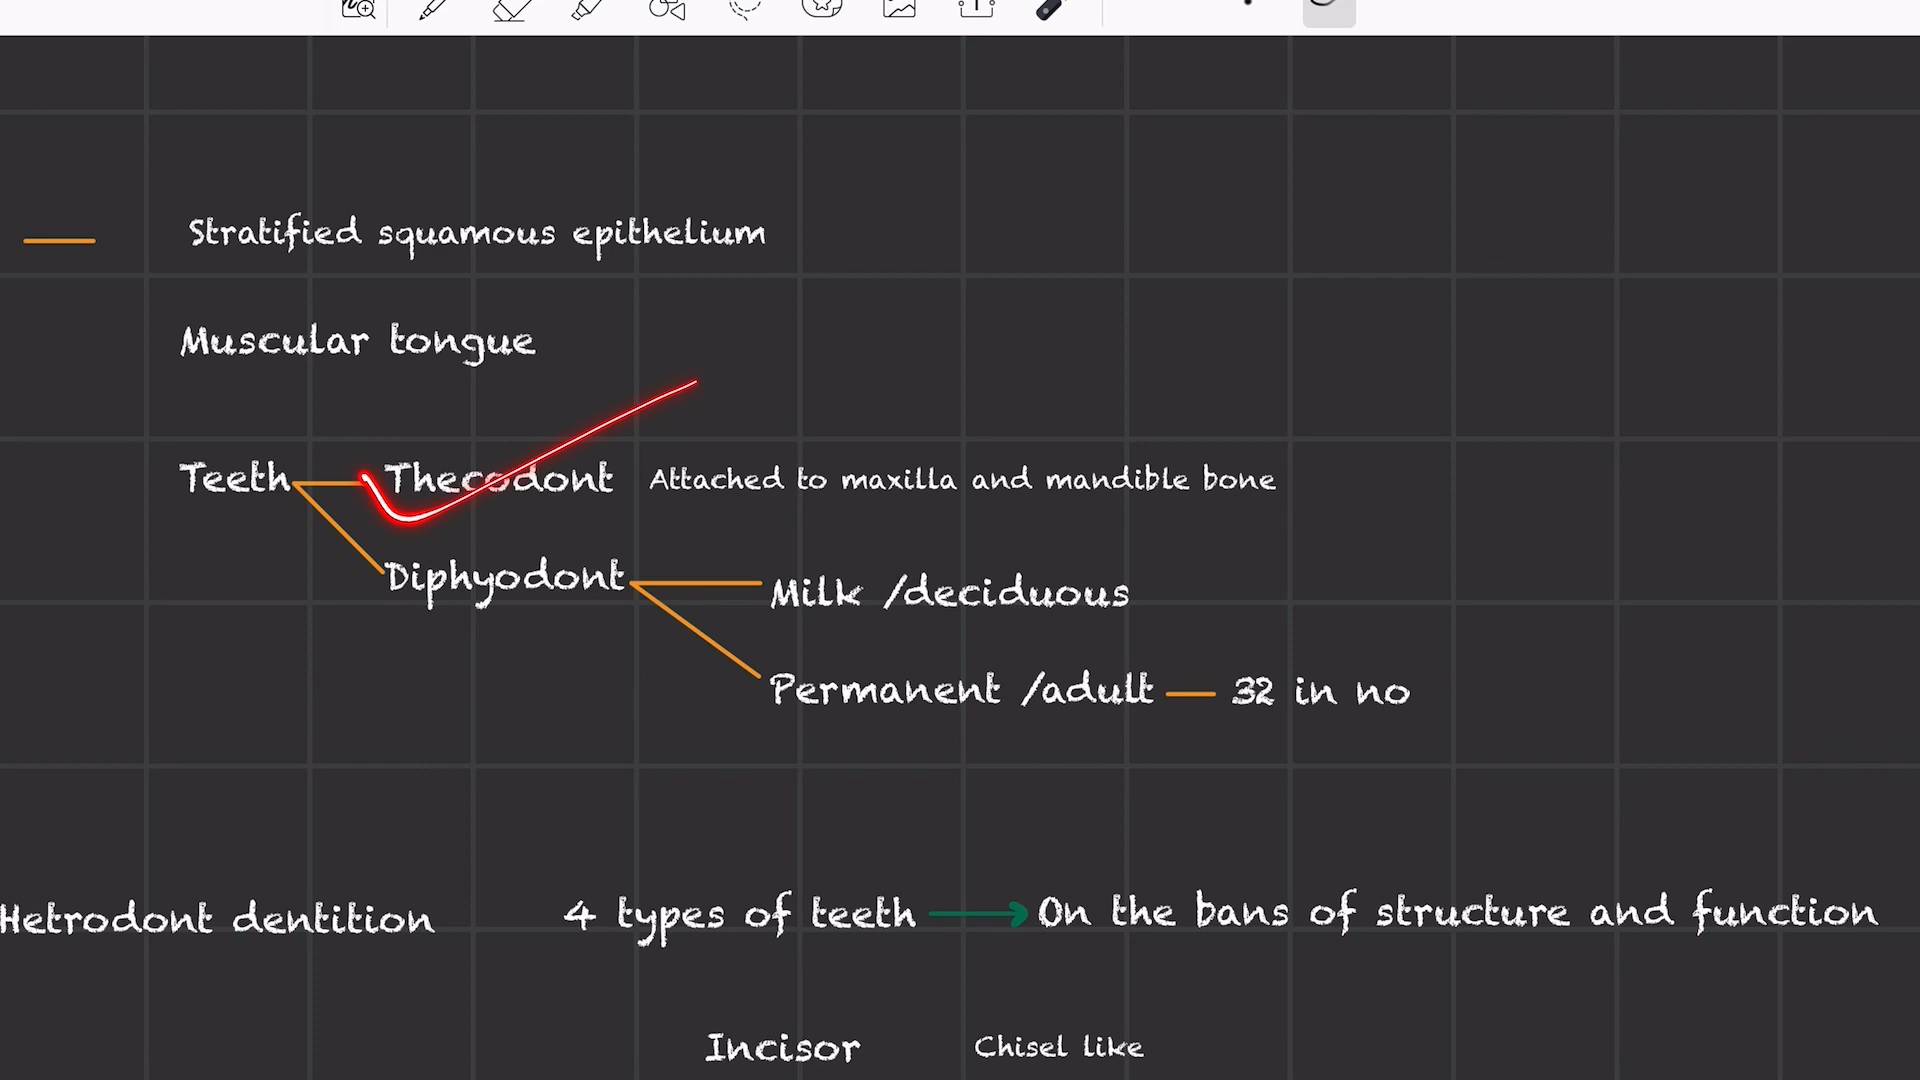 Stratified squamous epithelium
Muscular tongue
Teeth Thecodont Attached to maxilla and mandible bone
Diphyodont Milk /deciduous
Permanent /adult 32 in no
Hetrodont dentition 4 types of teeth On the bans of structure and function
Incisor Chisel like